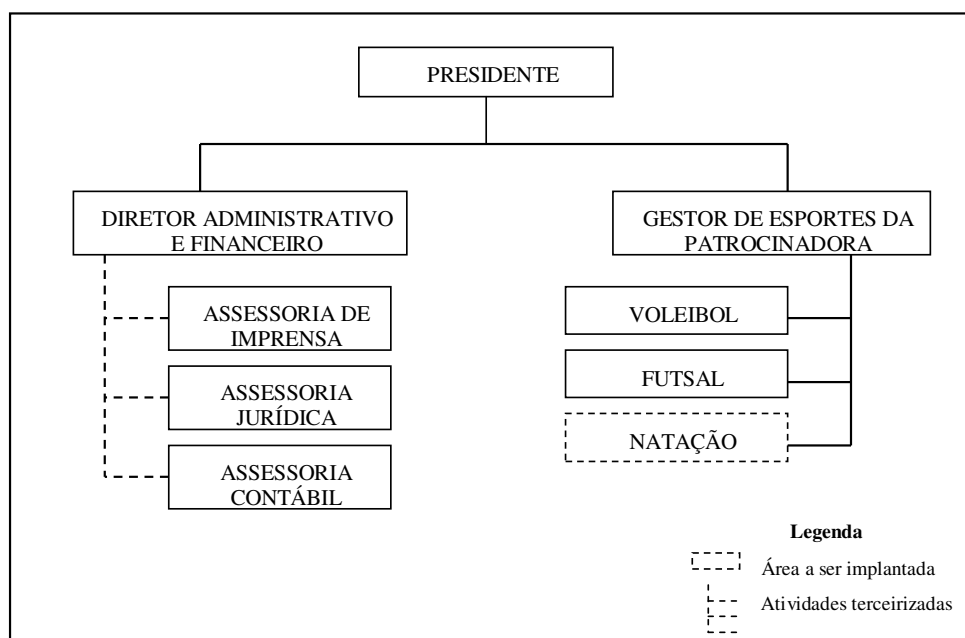 PRESIDENTE
DIRETOR ADMINISTRATIVO
E FINANCEIRO
GESTOR DE ESPORTES DA
PATROCINADORA
ASSESSORIA DE
IMPRENSA
ASSESSORIA
JURÍDICA
ASSESSORIA
CONTÁBIL
VOLEIBOL
FUTSAL
NATAÇÃO
Legenda
Área a ser implantada
Atividades terceirizadas